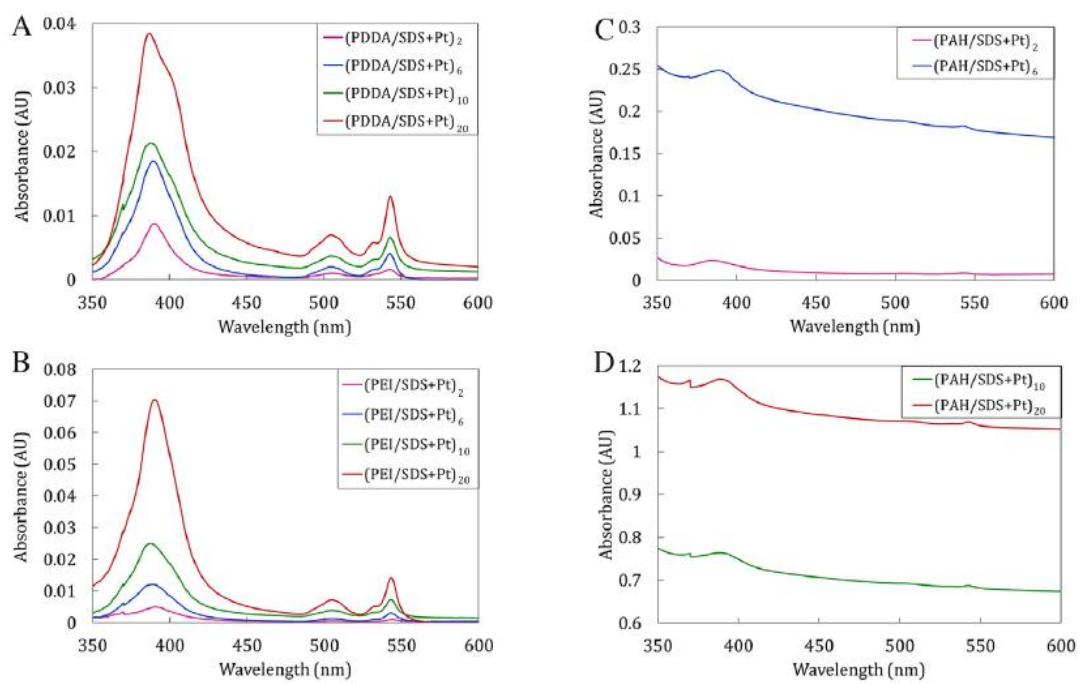 A
0.04
0.03
0.02
0.01
0
Absorbance (AU)
350 400 450 500 550 600
Wavelength (nm)
(PDDA/SDS+Pt)2
(PDDA/SDS+Pt)6
(PDDA/SDS+Pt)10
(PDDA/SDS+Pt)20
B
0.08
0.07
0.06
0.05
0.04
0.03
0.02
0.01
0
Absorbance (AU)
350 400 450 500 550 600
Wavelength (nm)
(PEI/SDS+Pt)2
(PEI/SDS+Pt)6
(PEI/SDS+Pt)10
(PEI/SDS+Pt)20
C
0.3
0.25
0.2
0.15
0.1
0.05
0
Absorbance (AU)
350 400 450 500 550 600
Wavelength (nm)
(PAH/SDS+Pt)2
(PAH/SDS+Pt)6
D
1.2
1.1
1
0.9
0.8
0.7
0.6
Absorbance (AU)
350 400 450 500 550 600
Wavelength (nm)
(PAH/SDS+Pt)10
(PAH/SDS+Pt)20